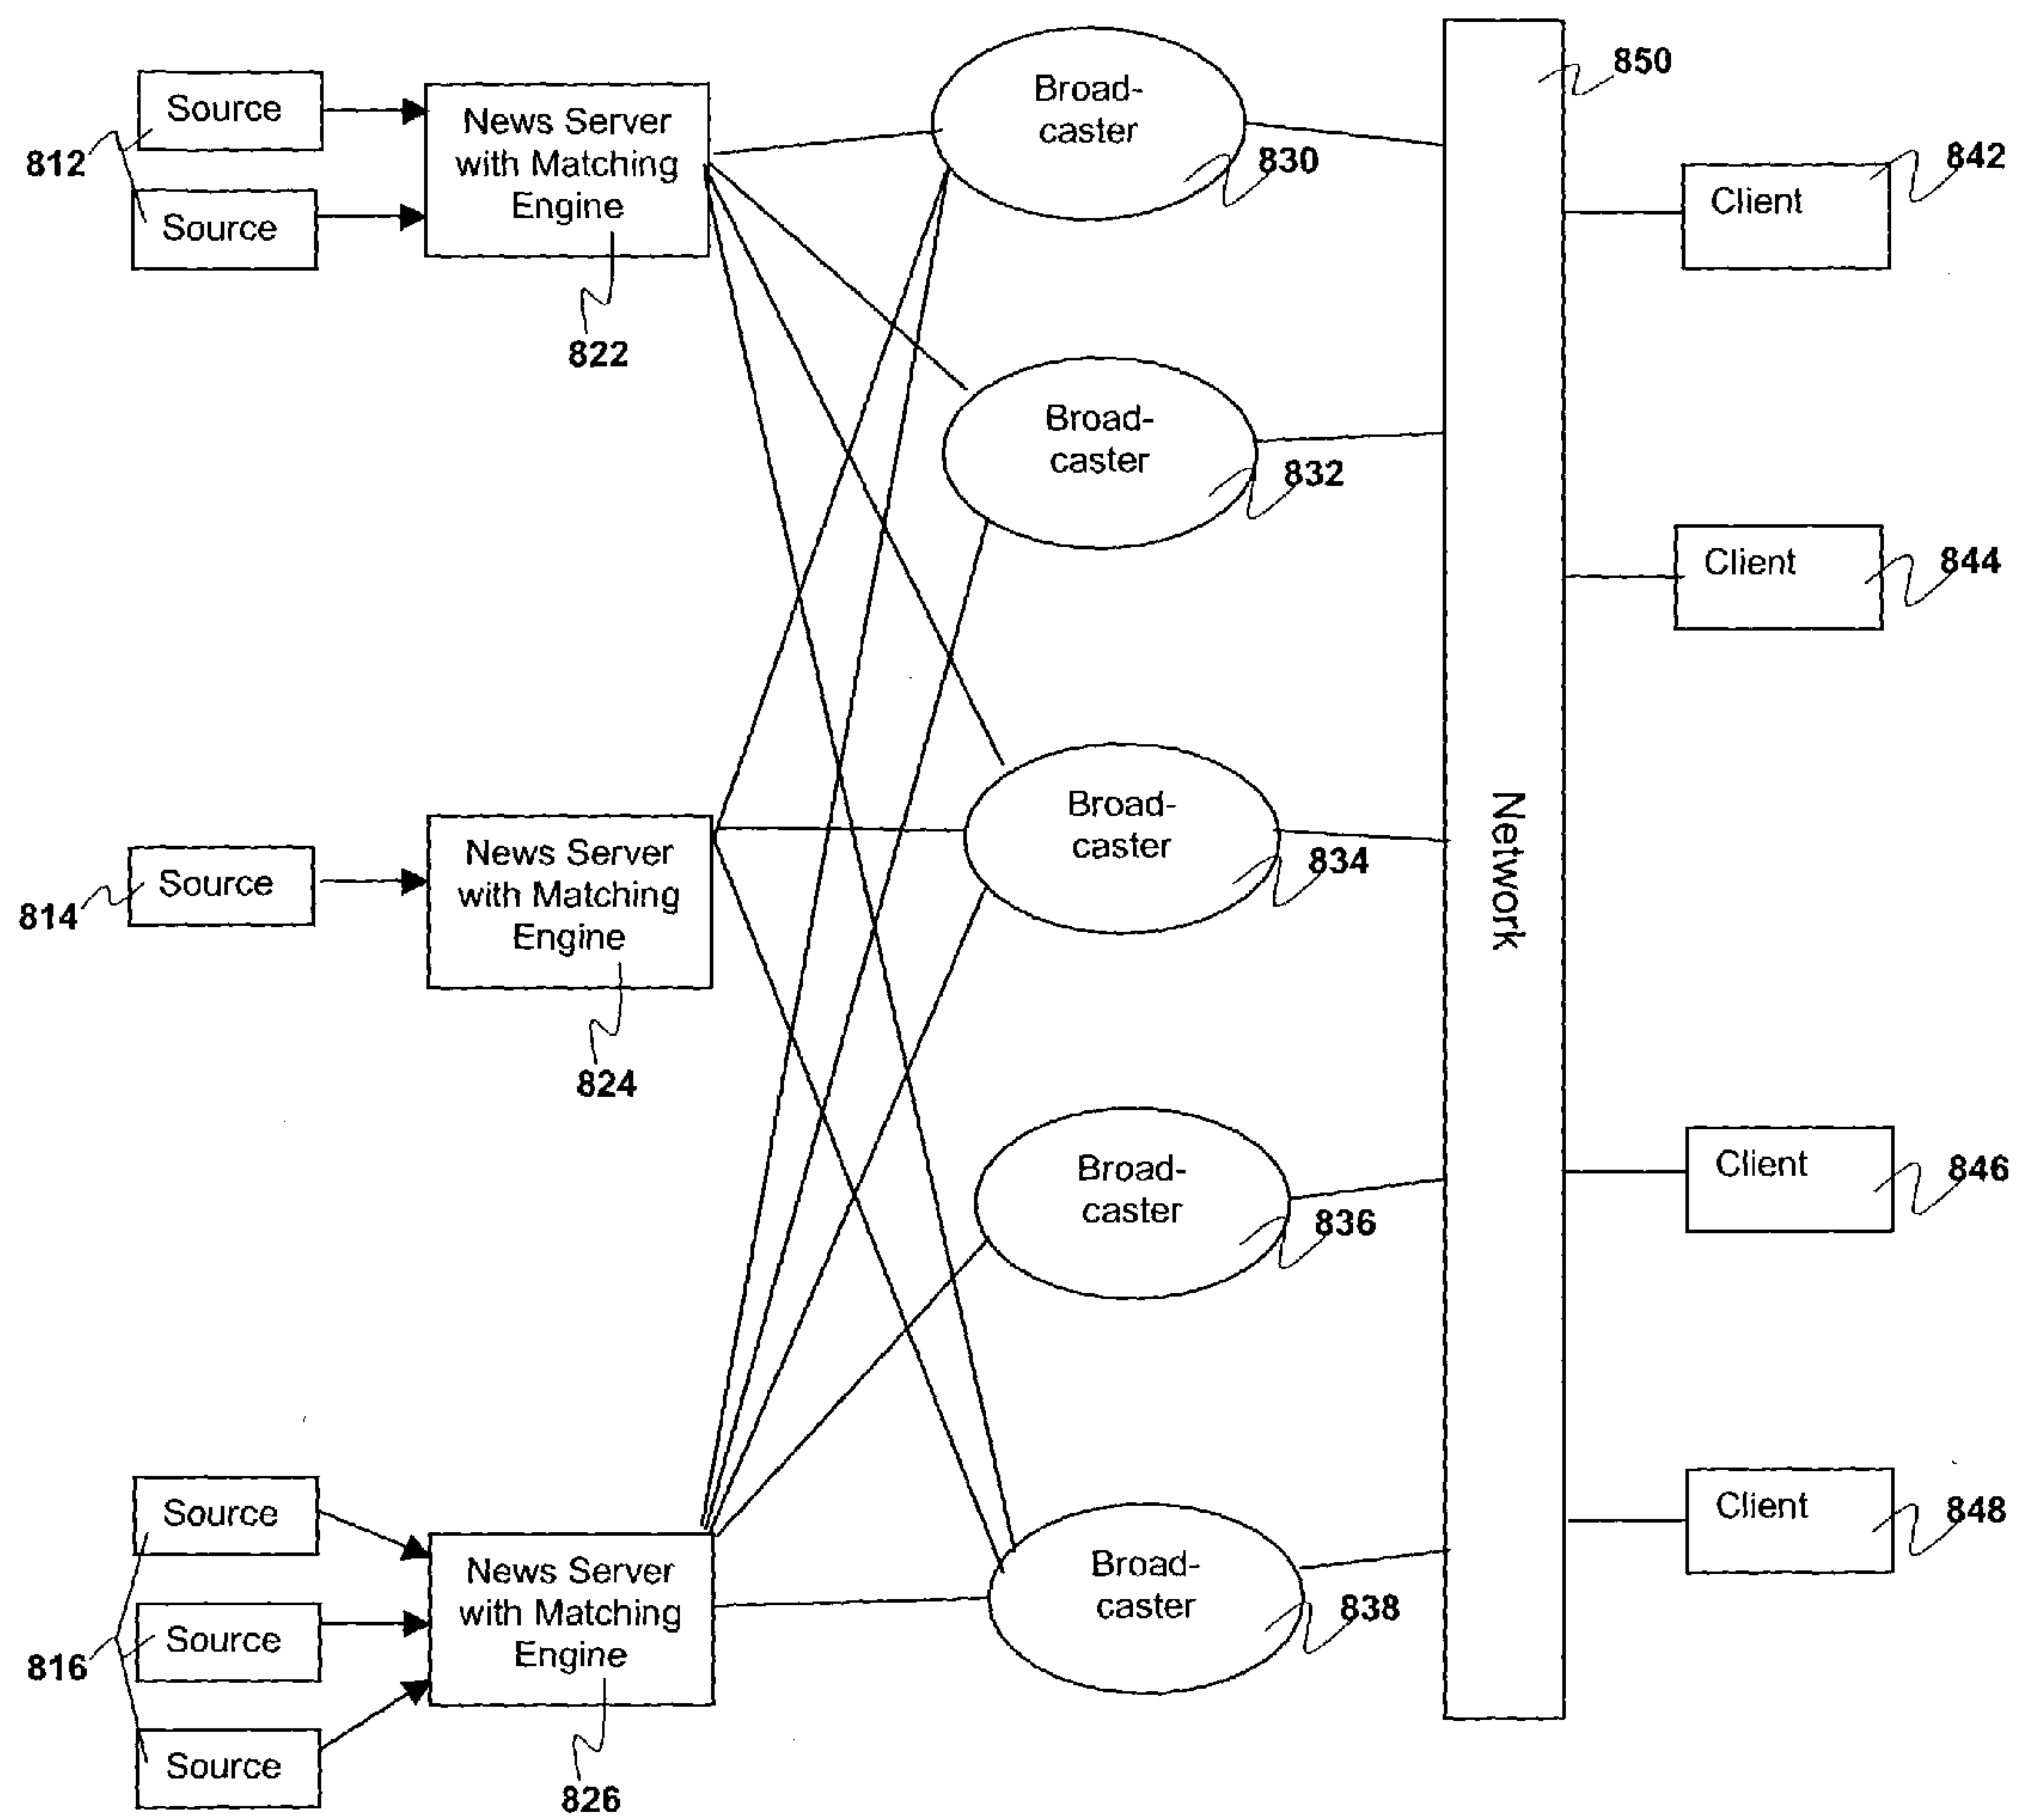 Source
Source
812
News Server
with Matching
Engine
822
Broad-
caster
830
850
Client
842
Broad-
caster
832
Client
844
Source
814
News Server
with Matching
Engine
824
Broad-
caster
834
Network
Broad-
caster
836
Client
846
Source
Source
Source
816
News Server
with Matching
Engine
826
Broad-
caster
838
Client
848